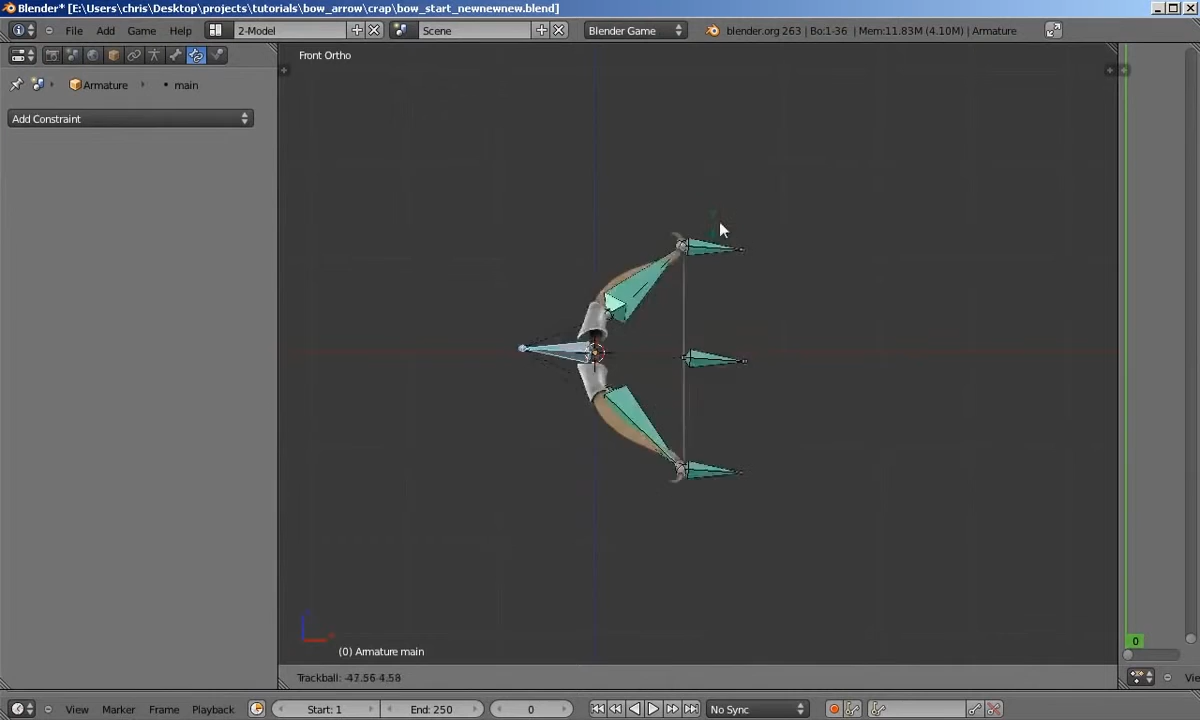 Blender* [E:\Users\chris\Desktop\projects\tutorials\bow_arrow\crap\bow_start_newnewnew.blend]
File Add Game Help 2-Model Scene Blender Game blender.org 263 | Bo:1-36 | Mem:11.83M (4.10M) | Armature
Front Ortho
Armature main
Add Constraint
0
(0) Armature main
Trackball: -47.56 4.58
Vie
View Marker Frame Playback Start: 1 End: 250 0 No Sync